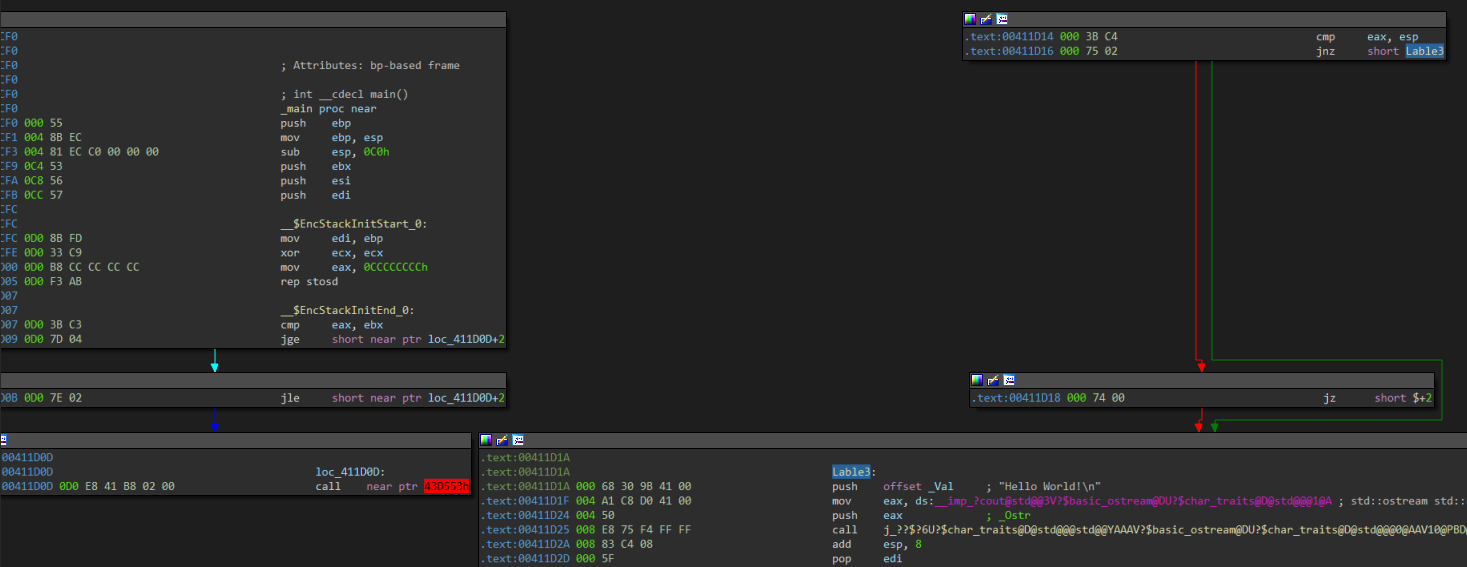 CF0
CF0
CF0 ; Attributes: bp-based frame
CF0
CF0 ; int __cdecl main()
CF0 _main proc near
CF0 000 55 push ebp
CF1 004 8B EC mov ebp, esp
CF3 004 81 EC C0 00 00 00 sub esp, 0C0h
CF9 0C4 53 push ebx
CFA 0C8 56 push esi
CFB 0CC 57 push edi
CFC
CFC __$EncStackInitStart_0:
CFC 0D0 8B FD mov edi, ebp
CFE 0D0 33 C9 xor ecx, ecx
D00 0D0 B8 CC CC CC CC mov eax, 0CCCCCCCCh
D05 0D0 F3 AB rep stosd
D07
D07 __$EncStackInitEnd_0:
D07 0D0 3B C3 cmp eax, ebx
D09 0D0 7D 04 jge short near ptr loc_411D0D+2
D0B 0D0 7E 02 jle short near ptr loc_411D0D+2
00411D0D
00411D0D loc_411D0D:
00411D0D 0D0 E8 41 B8 02 00 call near ptr 43D553h
.text:00411D14 000 3B C4 cmp eax, esp
.text:00411D16 000 75 02 jnz short Lable3
.text:00411D18 000 74 00 jz short $+2
.text:00411D1A
.text:00411D1A Lable3:
.text:00411D1A 000 68 30 9B 41 00 push offset _Val ; "Hello World!\n"
.text:00411D1F 004 A1 C8 D0 41 00 mov eax, ds:__imp_?cout@std@@3V?$basic_ostream@DU?$char_traits@D@std@@@1@A ; std::ostream std::
.text:00411D24 004 50 push eax ; _Ostr
.text:00411D25 008 E8 75 F4 FF FF call j_??$?6U?$char_traits@D@std@@@std@@YAAAV?$basic_ostream@DU?$char_traits@D@std@@@0@AAV10@PBD@
.text:00411D2A 008 83 C4 08 add esp, 8
.text:00411D2D 000 5F pop edi